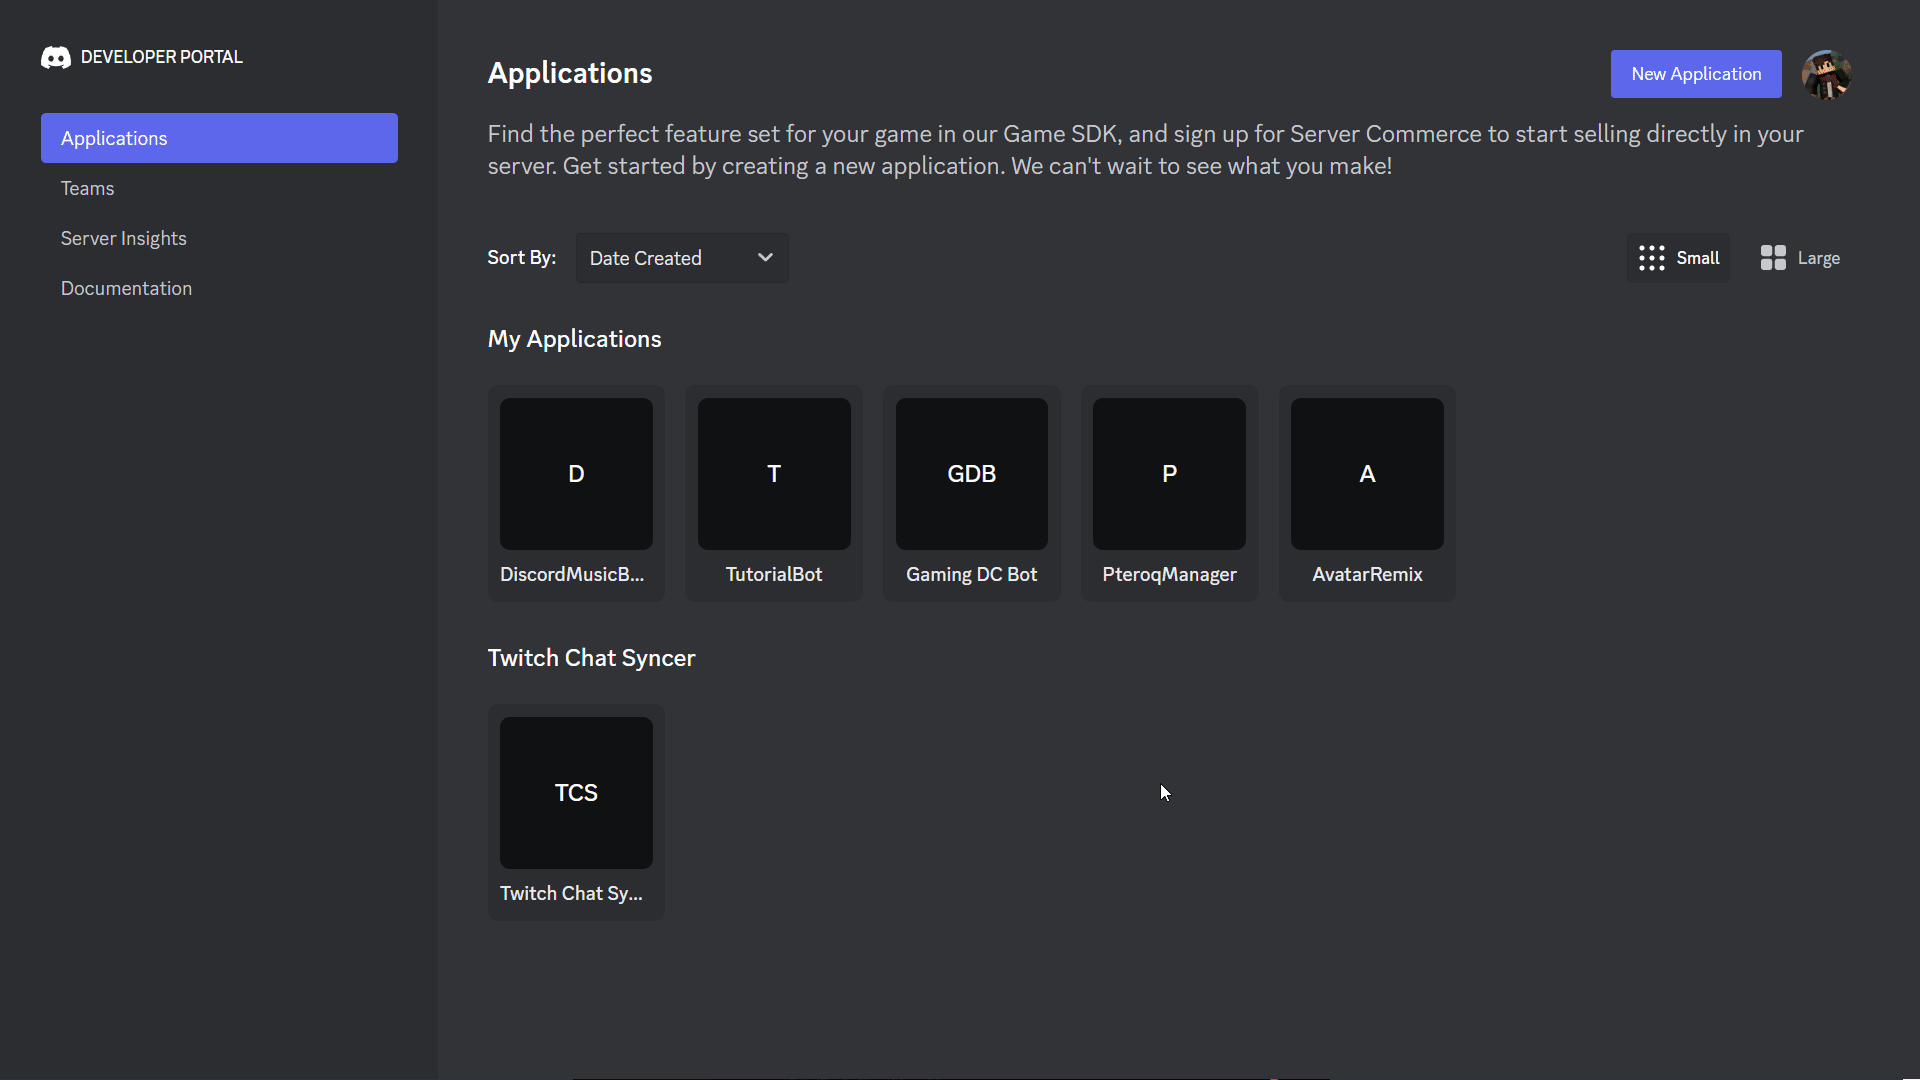 DEVELOPER PORTAL
Applications
Teams
Server Insights
Documentation
Applications
New Application
Find the perfect feature set for your game in our Game SDK, and sign up for Server Commerce to start selling directly in your
server. Get started by creating a new application. We can't wait to see what you make!
Sort By: Date Created
Small Large
My Applications
D T GDB P A
DiscordMusicB... TutorialBot Gaming DC Bot PteroqManager AvatarRemix
Twitch Chat Syncer
TCS
Twitch Chat Sy...